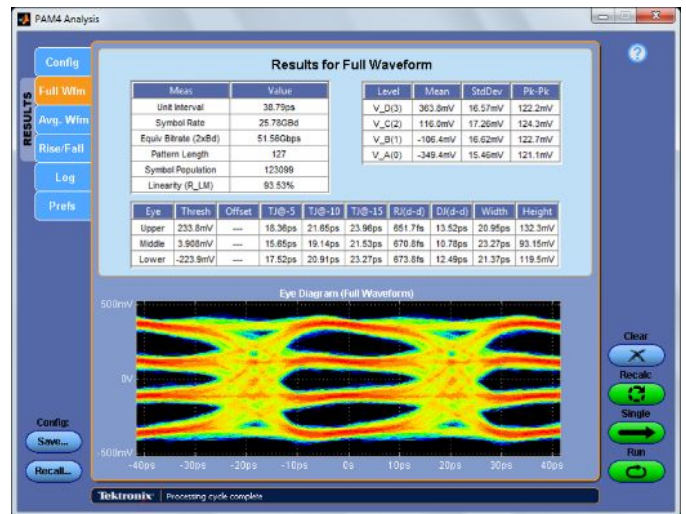 PAM4 Analysis
Config
Full Wfm
Avg. Wfm
Rise/Fall
Log
Prefs
RESULTS
Results for Full Waveform
Meas Value
Unit Interval 38.79ps
Symbol Rate 25.78GBd
Equiv Bitrate (2xBd) 51.56Gbps
Pattern Length 127
Symbol Population 123099
Linearity (R_LM) 93.53%
Level Mean StdDev Pk-Pk
V_D(3) 363.8mV 16.57mV 122.2mV
V_C(2) 116.0mV 17.26mV 124.3mV
V_B(1) -106.4mV 16.62mV 122.7mV
V_A(0) -349.4mV 15.46mV 121.1mV
Eye Thresh Offset TJ@-5 TJ@-10 TJ@-15 RJ(d-d) DJ(d-d) Width Height
Upper 233.8mV --- 18.36ps 21.65ps 23.96ps 651.7fs 13.52ps 20.95ps 132.3mV
Middle 3.908mV --- 15.65ps 19.14ps 21.53ps 670.8fs 10.78ps 23.27ps 93.15mV
Lower -223.9mV --- 17.52ps 20.91ps 23.27ps 673.8fs 12.49ps 21.37ps 119.5mV
Eye Diagram (Full Waveform)
500mV
0V
-500mV
-40ps -30ps -20ps -10ps 0s 10ps 20ps 30ps 40ps
Config:
Save...
Recall...
Clear
Recalc
Single
Run
Tektronix Processing cycle complete